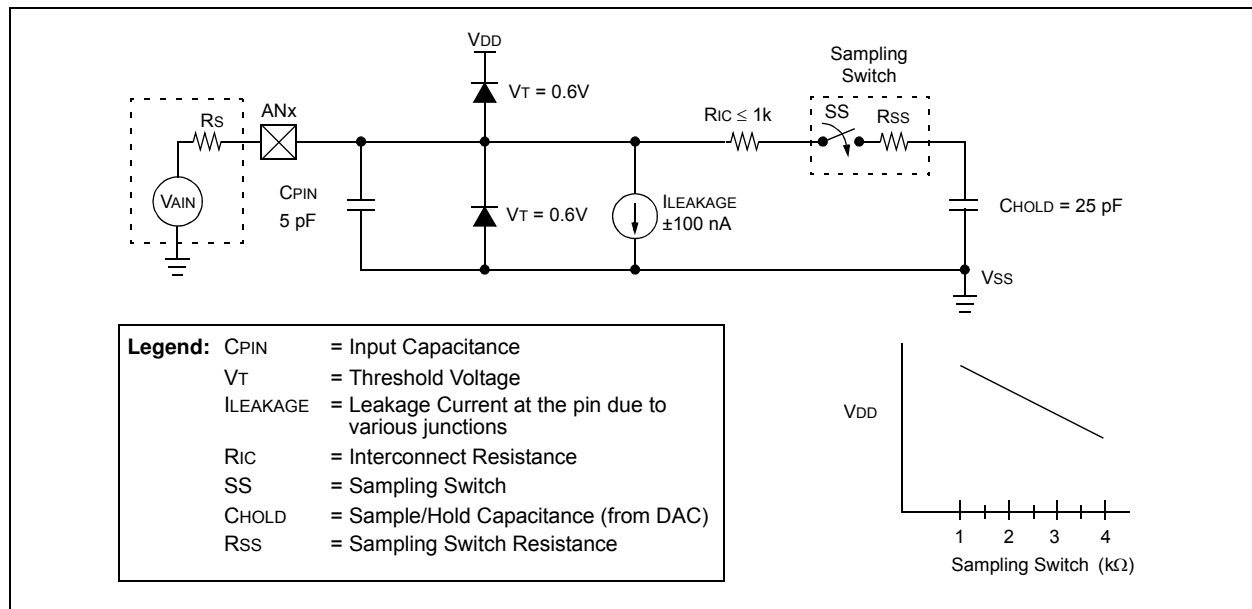 VDD
Sampling
Switch
VT = 0.6V
ANx
RS
RIC ≤ 1k
SS
RSS
VAIN
CPIN
5 pF
VT = 0.6V
ILEAKAGE
±100 nA
CHOLD = 25 pF
VSS
Legend: CPIN = Input Capacitance
VT = Threshold Voltage
ILEAKAGE = Leakage Current at the pin due to
various junctions
RIC = Interconnect Resistance
SS = Sampling Switch
CHOLD = Sample/Hold Capacitance (from DAC)
RSS = Sampling Switch Resistance
VDD
1 2 3 4
Sampling Switch (kΩ)